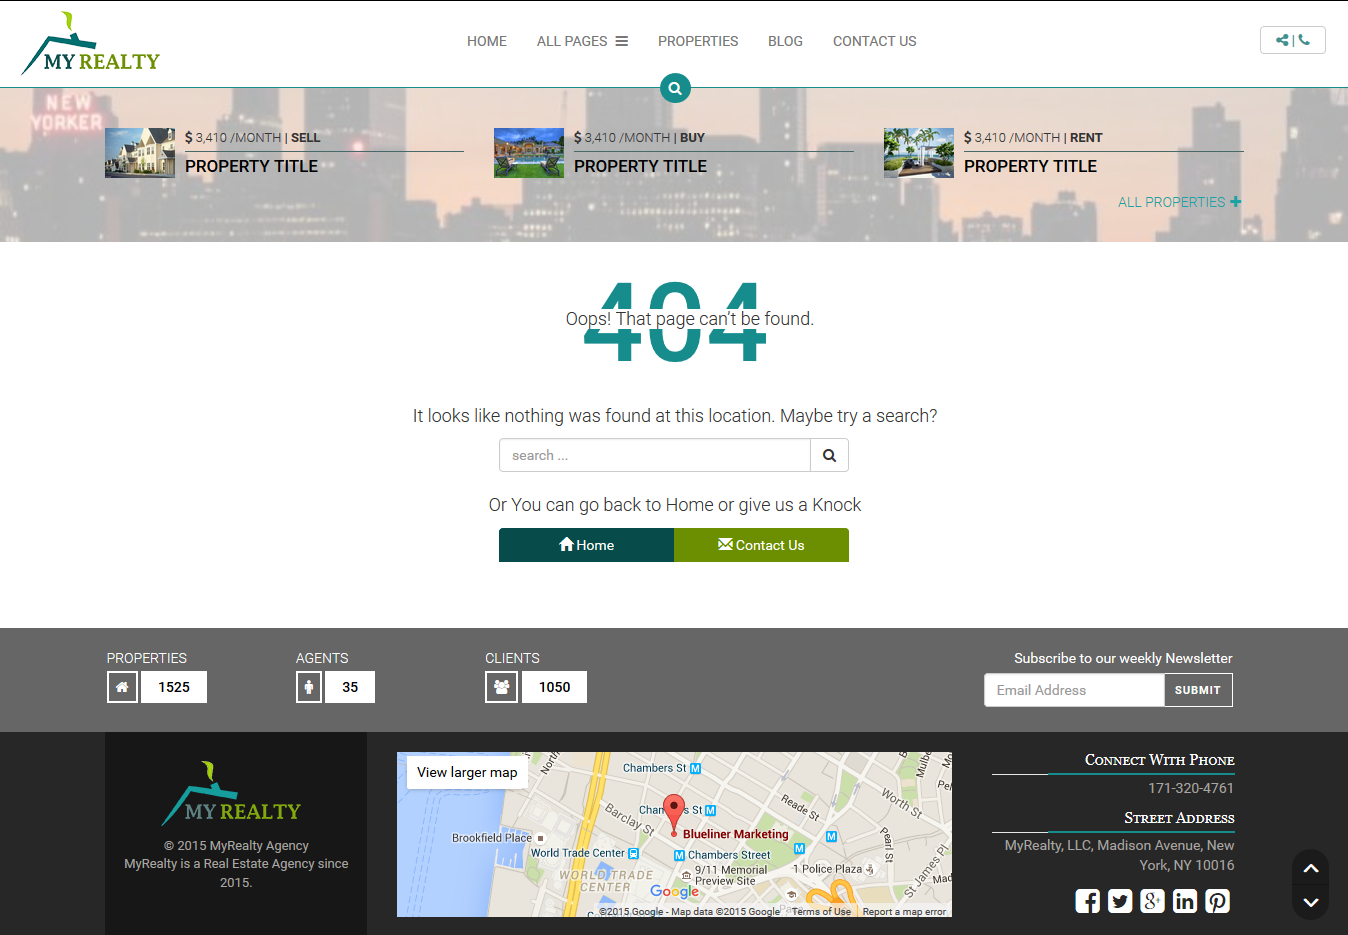 MY REALTY
HOME
ALL PAGES
PROPERTIES
BLOG
CONTACT US
NEW
YORKER
$ 3,410 /MONTH | SELL
PROPERTY TITLE
$ 3,410 /MONTH | BUY
PROPERTY TITLE
$ 3,410 /MONTH | RENT
PROPERTY TITLE
ALL PROPERTIES
404
Oops! That page can't be found.
It looks like nothing was found at this location. Maybe try a search?
search ...
Or You can go back to Home or give us a Knock
Home
Contact Us
PROPERTIES
1525
AGENTS
35
CLIENTS
1050
Subscribe to our weekly Newsletter
Email Address
SUBMIT
MY REALTY
© 2015 MyRealty Agency
MyRealty is a Real Estate Agency since
2015.
View larger map
North
Chambers St
Church St
Barclay St
Reade St
Worth St
Pearl St
St James Pl
Mad
Brookfield Place
Blueliner Marketing
World Trade Center
Chambers Street
WORLD TRADE
CENTER
9/11 Memorial
Preview Site
1 Police Plaza
Google
©2015 Google - Map data ©2015 Google
Terms of Use
Report a map error
Connect With Phone
171-320-4761
Street Address
MyRealty, LLC, Madison Avenue, New
York, NY 10016